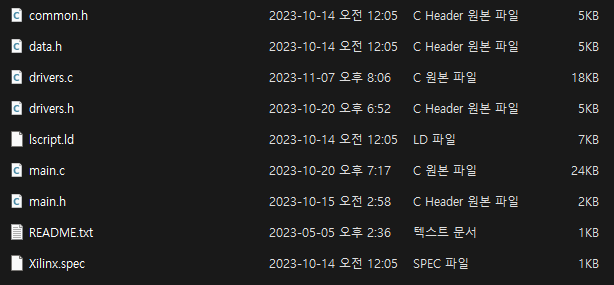 common.h 2023-10-14 오전 12:05 C Header 원본 파일 5KB
data.h 2023-10-14 오전 12:05 C Header 원본 파일 5KB
drivers.c 2023-11-07 오후 8:06 C 원본 파일 18KB
drivers.h 2023-10-20 오후 6:52 C Header 원본 파일 5KB
lscript.ld 2023-10-14 오전 12:05 LD 파일 7KB
main.c 2023-10-20 오후 7:17 C 원본 파일 24KB
main.h 2023-10-15 오전 2:58 C Header 원본 파일 2KB
README.txt 2023-05-05 오후 2:36 텍스트 문서 1KB
Xilinx.spec 2023-10-14 오전 12:05 SPEC 파일 1KB